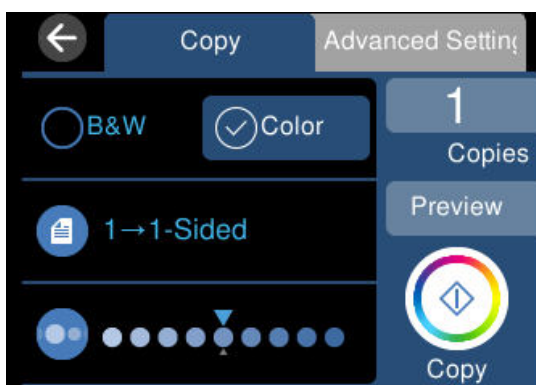 Copy
Advanced Setting
B&W
Color
1
Copies
1→1-Sided
Preview
Copy